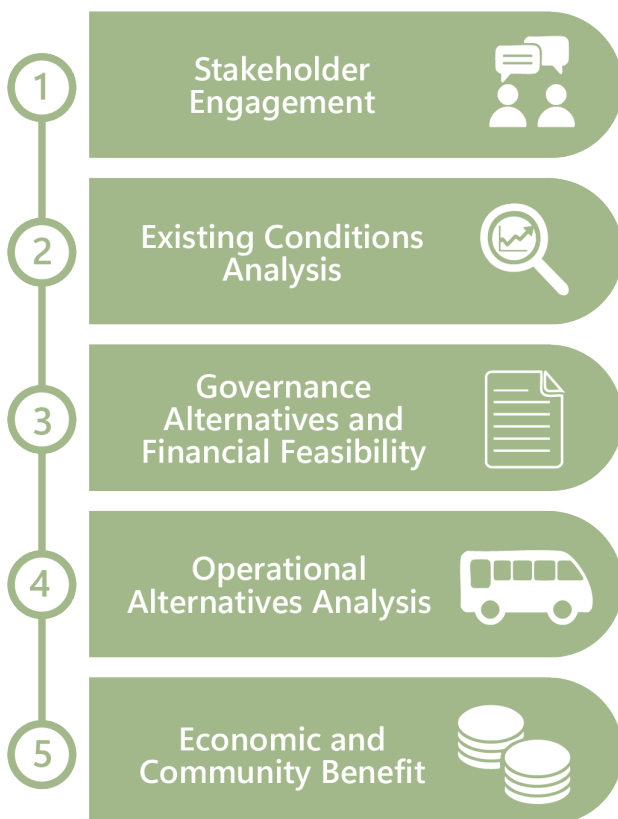 1
Stakeholder
Engagement
2
Existing Conditions
Analysis
3
Governance
Alternatives and
Financial Feasibility
4
Operational
Alternatives Analysis
5
Economic and
Community Benefit